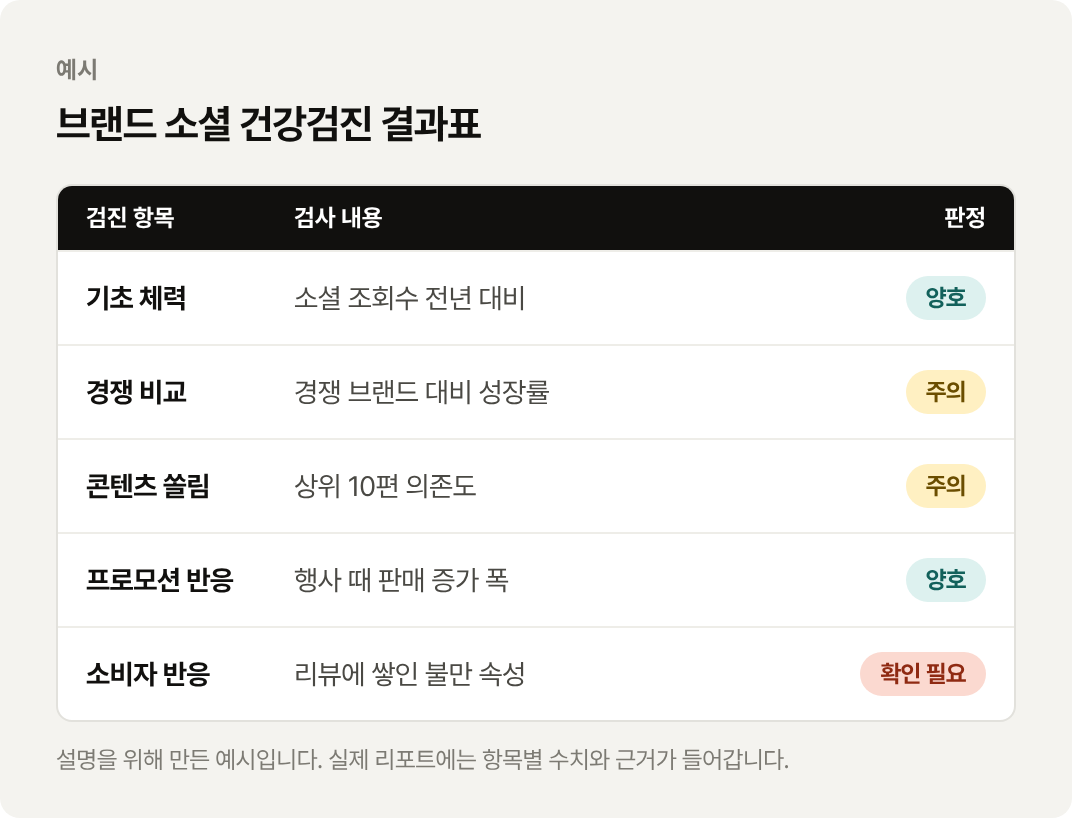 예시
브랜드 소셜 건강검진 결과표
검진 항목 검사 내용 판정
기초 체력 소셜 조회수 전년 대비 양호
경쟁 비교 경쟁 브랜드 대비 성장률 주의
콘텐츠 쏠림 상위 10편 의존도 주의
프로모션 반응 행사 때 판매 증가 폭 양호
소비자 반응 리뷰에 쌓인 불만 속성 확인 필요
설명을 위해 만든 예시입니다. 실제 리포트에는 항목별 수치와 근거가 들어갑니다.